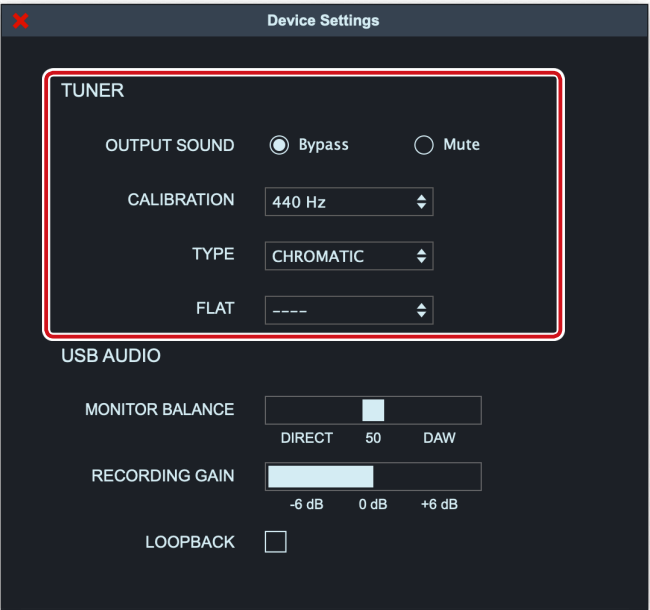 Device Settings
TUNER
OUTPUT SOUND Bypass Mute
CALIBRATION 440 Hz
TYPE CHROMATIC
FLAT ----
USB AUDIO
MONITOR BALANCE
DIRECT 50 DAW
RECORDING GAIN
-6 dB 0 dB +6 dB
LOOPBACK